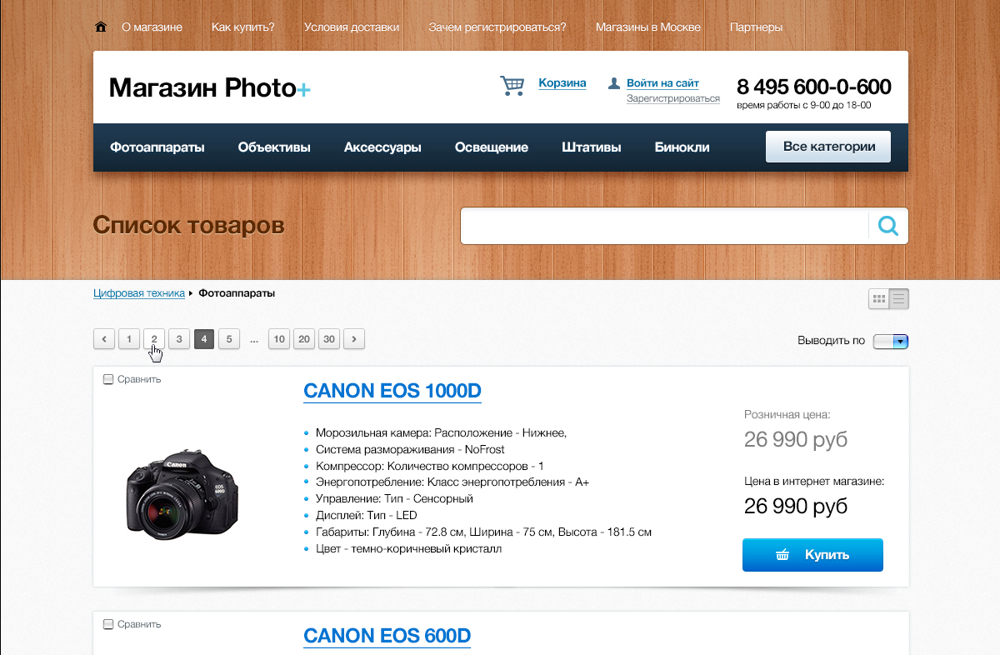 О магазине Как купить? Условия доставки Зачем регистрироваться? Магазины в Москве Партнеры
Магазин Photo+
Корзина
Войти на сайт
Зарегистрироваться
8 495 600-0-600
время работы с 9-00 до 18-00
Фотоаппараты Объективы Аксессуары Освещение Штативы Бинокли Все категории
Список товаров
Цифровая техника Фотоаппараты
1 2 3 4 5 ... 10 20 30
Выводить по
Сравнить
CANON EOS 1000D
Canon
EOS
600D
Морозильная камера: Расположение - Нижнее,
Система размораживания - NoFrost
Компрессор: Количество компрессоров - 1
Энергопотребление: Класс энергопотребления - A+
Управление: Тип - Сенсорный
Дисплей: Тип - LED
Габариты: Глубина - 72.8 см, Ширина - 75 см, Высота - 181.5 см
Цвет - темно-коричневый кристалл
Розничная цена:
26 990 руб
Цена в интернет магазине:
26 990 руб
Купить
Сравнить
CANON EOS 600D